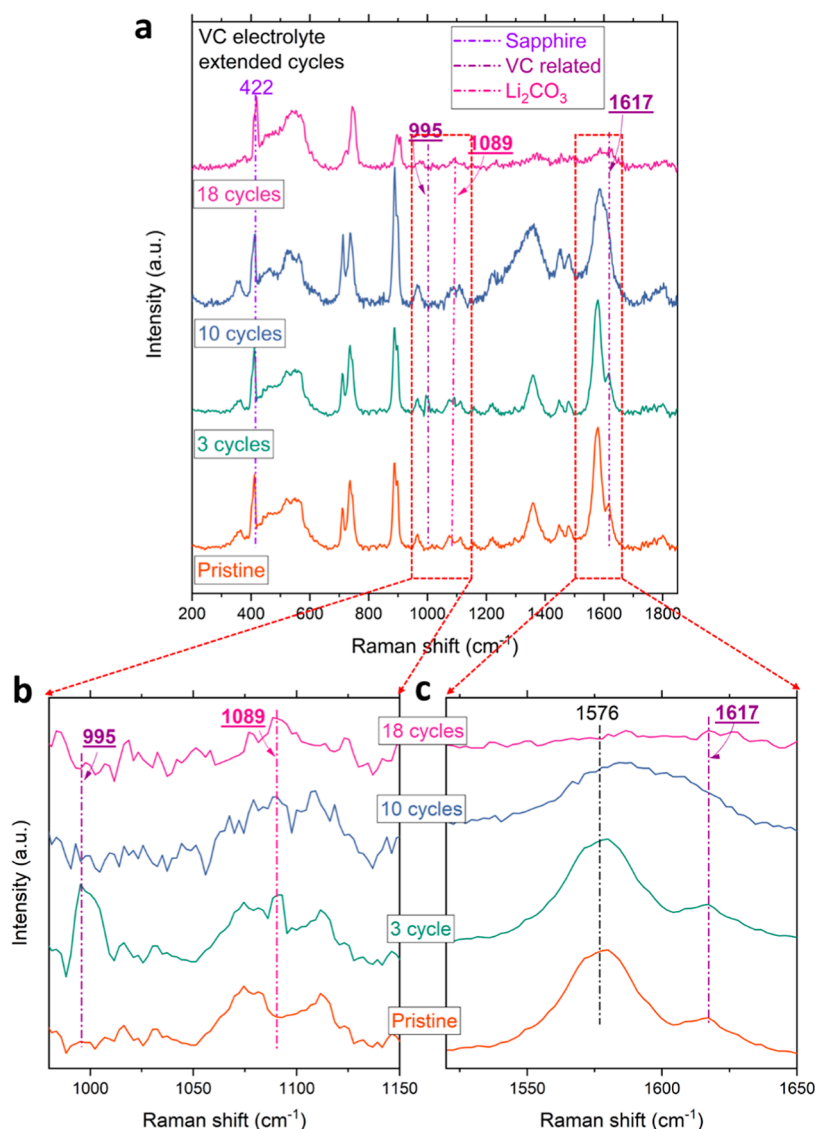 a
VC electrolyte
extended cycles
422
Sapphire
VC related
Li₂CO₃
995
1089
1617
18 cycles
10 cycles
3 cycles
Pristine
Intensity (a.u.)
200 400 600 800 1000 1200 1400 1600 1800
Raman shift (cm⁻¹)
b
995
1089
c
1576
1617
18 cycles
10 cycles
3 cycle
Pristine
Intensity (a.u.)
1000 1050 1100 1150
1550 1600 1650
Raman shift (cm⁻¹)
Raman shift (cm⁻¹)